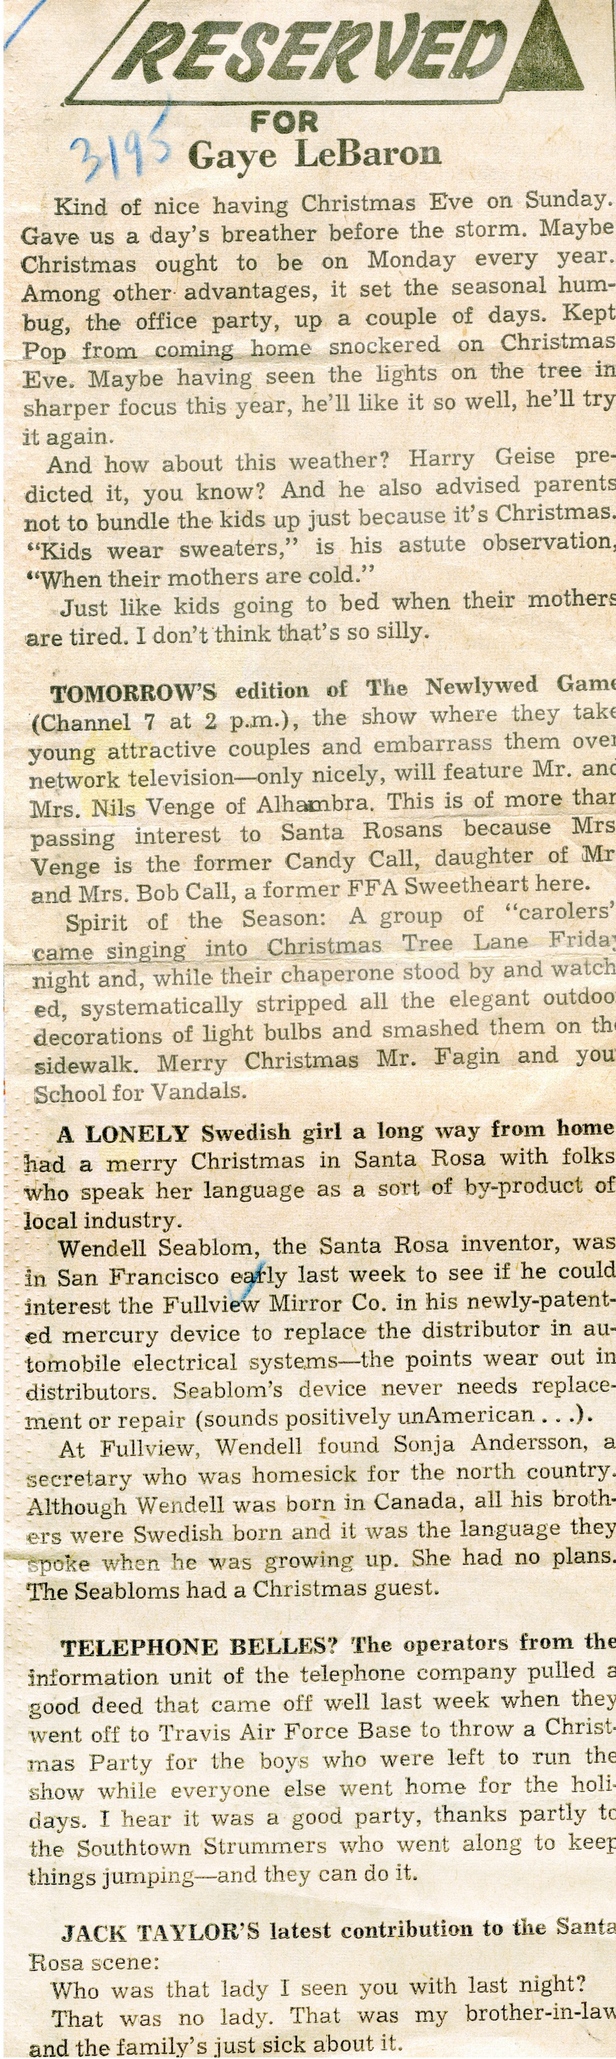 RESERVED
FOR
3195
Gaye LeBaron
Kind of nice having Christmas Eve on Sunday.
Gave us a day's breather before the storm. Maybe
Christmas ought to be on Monday every year.
Among other advantages, it set the seasonal hum-
bug, the office party, up a couple of days. Kept
Pop from coming home snockered on Christmas
Eve. Maybe having seen the lights on the tree in
sharper focus this year, he'll like it so well, he'll try
it again.
And how about this weather? Harry Geise pre-
dicted it, you know? And he also advised parents
not to bundle the kids up just because it's Christmas.
"Kids wear sweaters," is his astute observation,
"When their mothers are cold."
Just like kids going to bed when their mothers
are tired. I don't think that's so silly.
TOMORROW'S edition of The Newlywed Game
(Channel 7 at 2 p.m.), the show where they take
young attractive couples and embarrass them over
network television—only nicely, will feature Mr. and
Mrs. Nils Venge of Alhambra. This is of more than
passing interest to Santa Rosans because Mrs
Venge is the former Candy Call, daughter of Mr
and Mrs. Bob Call, a former FFA Sweetheart here.
Spirit of the Season: A group of "carolers'
came singing into Christmas Tree Lane Friday
night and, while their chaperone stood by and watch
ed, systematically stripped all the elegant outdoo
decorations of light bulbs and smashed them on the
sidewalk. Merry Christmas Mr. Fagin and you
School for Vandals.
A LONELY Swedish girl a long way from home
had a merry Christmas in Santa Rosa with folks
who speak her language as a sort of by-product of
local industry.
Wendell Seablom, the Santa Rosa inventor, was
in San Francisco early last week to see if he could
interest the Fullview Mirror Co. in his newly-patent-
ed mercury device to replace the distributor in au-
tomobile electrical systems—the points wear out in
distributors. Seablom's device never needs replace-
ment or repair (sounds positively unAmerican . . .).
At Fullview, Wendell found Sonja Andersson, a
secretary who was homesick for the north country.
Although Wendell was born in Canada, all his broth-
ers were Swedish born and it was the language they
spoke when he was growing up. She had no plans.
The Seabloms had a Christmas guest.
TELEPHONE BELLES? The operators from the
information unit of the telephone company pulled a
good deed that came off well last week when they
went off to Travis Air Force Base to throw a Christ-
mas Party for the boys who were left to run the
show while everyone else went home for the holi-
days. I hear it was a good party, thanks partly to
the Southtown Strummers who went along to keep
things jumping—and they can do it.
JACK TAYLOR'S latest contribution to the Santa
Rosa scene:
Who was that lady I seen you with last night?
That was no lady. That was my brother-in-law
and the family's just sick about it.